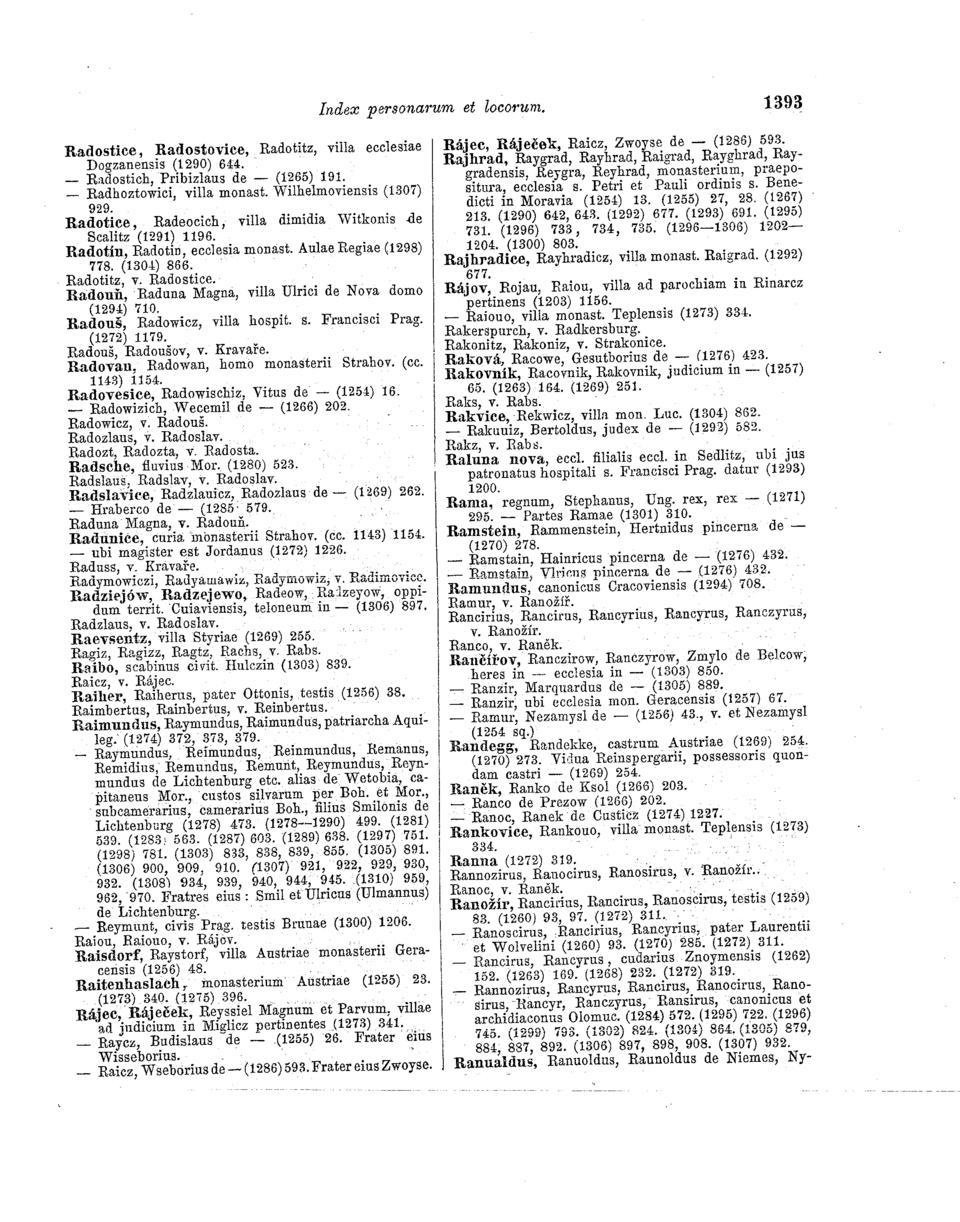 Index personarum et locorum.
1393
Radostice, Radostovice, Radotitz, villa ecclesiae
Dogzanensis (1290) 644.
— Radostich, Pribizlaus de — (1265) 191.
— Radhoztowici, villa monast. Wilhelmoviensis (1307)
929.
Radotice, Radeocich, villa dimidia Witkonis de
Scalitz (1291) 1196.
Radotín, Radotin, ecclesia monast. Aulae Regiae (1298)
778. (1304) 866.
Radotitz, v. Radostice.
Radouň, Raduna Magna, villa Ulrici de Nova domo
(1294) 710.
Radouš, Radowicz, villa hospit. s. Francisci Prag.
(1272) 1179.
Radouš, Radoušov, v. Kravaře.
Radovan, Radowan, homo monasterii Strahov. (cc.
1143) 1154.
Radovesice, Radowischiz, Vitus de — (1254) 16.
— Radowizich, Wecemil de — (1266) 202.
Radowicz, v. Radouš.
Radozlaus, v. Radoslav.
Radozt, Radozta, v. Radosta.
Radsche, fluvius Mor. (1280) 523.
Radslaus, Radslav, v. Radoslav.
Radslavice, Radzlauicz, Radozlaus de — (1269) 262.
— Hraberco de — (1285 579.
Raduna Magna, v. Radouň.
Radunice, curia monasterii Strahov. (cc. 1143) 1154.
— ubi magister est Jordanus (1272) 1226.
Raduss, v. Kravaře.
Radymowiczi, Radyamawiz, Radymowiz, v. Radimovice.
Radziejów, Radzejewo, Radeow, Radzeyow, oppi-
dum territ. Cuiaviensis, teloneum in — (1306) 897.
Radzlaus, v. Radoslav.
Raevsentz, villa Styriae (1269) 255.
Ragiz, Ragizz, Ragtz, Rachs, v. Rabs.
Raibo, scabinus civit. Hulczin (1303) 839.
Raicz, v. Rájec.
Raiher, Raiherus, pater Ottonis, testis (1256) 38.
Raimbertus, Rainbertus, v. Reinbertus.
Raimundus, Raymundus, Raimundus, patriarcha Aqui-
leg. (1274) 372, 373, 379.
— Raymundus, Reimundus, Reinmundus, Remanus,
Remidius, Remundus, Remunt, Reymundus, Reyn-
mundus de Lichtenburg etc. alias de Wetobia, ca-
pitaneus Mor., custos silvarum per Boh. et Mor.,
subcamerarius, camerarius Boh., filius Smilonis de
Lichtenburg (1278) 473. (1278—1290) 499. (1281)
539. (1283) 563. (1287) 603. (1289) 638. (1297) 751.
(1298) 781. (1303) 833, 838, 839, 855. (1305) 891.
(1306) 900, 909, 910. (1307) 921, 922, 929, 930,
932. (1308) 934, 939, 940, 944, 945. (1310) 959,
962, 970. Fratres eius: Smil et Ulricus (Ulmannus)
de Lichtenburg.
— Reymunt, civis Prag. testis Brunae (1300) 1206.
Raiou, Raiouo, v. Rájov.
Raisdorf, Raystorf, villa Austriae monasterii Gera-
censis (1256) 48.
Raitenhaslach, monasterium Austriae (1255) 23.
(1273) 340. (1275) 396.
Rájec, Ráječek, Reyssiel Magnum et Parvum, villae
ad judicium in Miglicz pertinentes (1273) 341.
— Raycz, Budislaus de — (1255) 26. Frater eius
Wisseborius.
— Raicz, Wseborius de — (1286) 593. Frater eius Zwoyse.
Rájec, Ráječek, Raicz, Zwoyse de — (1286) 593.
Rajhrad, Raygrad, Rayhrad, Raigrad, Rayghrad, Ray-
gradensis, Reygra, Reyhrad, monasterium, praepo-
situra, ecclesia s. Petri et Pauli ordinis s. Bene-
dicti in Moravia (1254) 13. (1255) 27, 28. (1267)
213. (1290) 642, 643. (1292) 677. (1293) 691. (1295)
731. (1296) 733, 734, 735. (1296—1306) 1202—
1204. (1300) 803.
Rajhradice, Rayhradicz, villa monast. Raigrad. (1292)
677.
Rájov, Rojau, Raiou, villa ad parochiam in Rinarcz
pertinens (1203) 1156.
— Raiouo, villa monast. Teplensis (1273) 334.
Rakerspurch, v. Radkersburg.
Rakonitz, Rakoniz, v. Strakonice.
Raková, Racowe, Gesutborius de — (1276) 423.
Rakovník, Racovnik, Rakovnik, judicium in — (1257)
65. (1263) 164. (1269) 251.
Raks, v. Rabs.
Rakvice, Rekwicz, villa mon. Luc. (1304) 862.
— Rakuuiz, Bertoldus, judex de — (1292) 582.
Rakz, v. Rabs.
Raluna nova, eccl. filialis eccl. in Sedlitz, ubi jus
patronatus hospitali s. Francisci Prag. datur (1293)
1200.
Rama, regnum, Stephanus, Ung. rex, rex — (1271)
295. — Partes Ramae (1301) 310.
Ramstein, Rammenstein, Hertnidus pincerna de —
(1270) 278.
— Ramstain, Hainricus pincerna de — (1276) 432.
— Ramstain, Vlricus pincerna de — (1276) 432.
Ramundus, canonicus Cracoviensis (1294) 708.
Ramur, v. Ranožíř.
Rancirius, Rancirus, Rancyrius, Rancyrus, Ranczyrus,
v. Ranožír.
Ranco, v. Raněk.
Rančířov, Ranczirow, Ranczyrow, Zmylo de Belcow,
heres in — ecclesia in — (1303) 850.
— Ranzir, Marquardus de — (1305) 889.
— Ranzir, ubi ecclesia mon. Geracensis (1257) 67.
— Ramur, Nezamysl de — (1256) 43., v. et Nezamysl
(1254 sq.)
Randegg, Randekke, castrum Austriae (1269) 254.
(1270) 273. Vidua Reinspergarii, possessoris quon-
dam castri — (1269) 254.
Raněk, Ranko de Ksol (1266) 203.
— Ranco de Prezow (1266) 202.
— Ranoc, Ranek de Custicz (1274) 1227.
Rankovice, Rankouo, villa monast. Teplensis (1273)
334.
Ranna (1272) 319.
Rannozirus, Ranocirus, Ranosirus, v. Ranožír.
Ranoc, v. Raněk.
Ranožír, Rancirius, Rancirus, Ranoscirus, testis (1259)
83. (1260) 93, 97. (1272) 311.
— Ranoscirus, Rancirius, Rancyrius, pater Laurentii
et Wolvelini (1260) 93. (1270) 285. (1272) 311.
— Rancirus, Rancyrus, cudarius Znoymensis (1262)
152. (1263) 169. (1268) 232. (1272) 319.
— Rannozirus, Rancyrus, Rancirus, Ranocirus, Rano-
sirus, Rancyr, Ranczyrus, Ransirus, canonicus et
archidiaconus Olomuc. (1284) 572. (1295) 722. (1296)
745. (1299) 793. (1302) 824. (1304) 864. (1305) 879,
884, 887, 892. (1306) 897, 898, 908. (1307) 932.
Ranualdus, Ranuoldus, Raunoldus de Niemes, Ny-